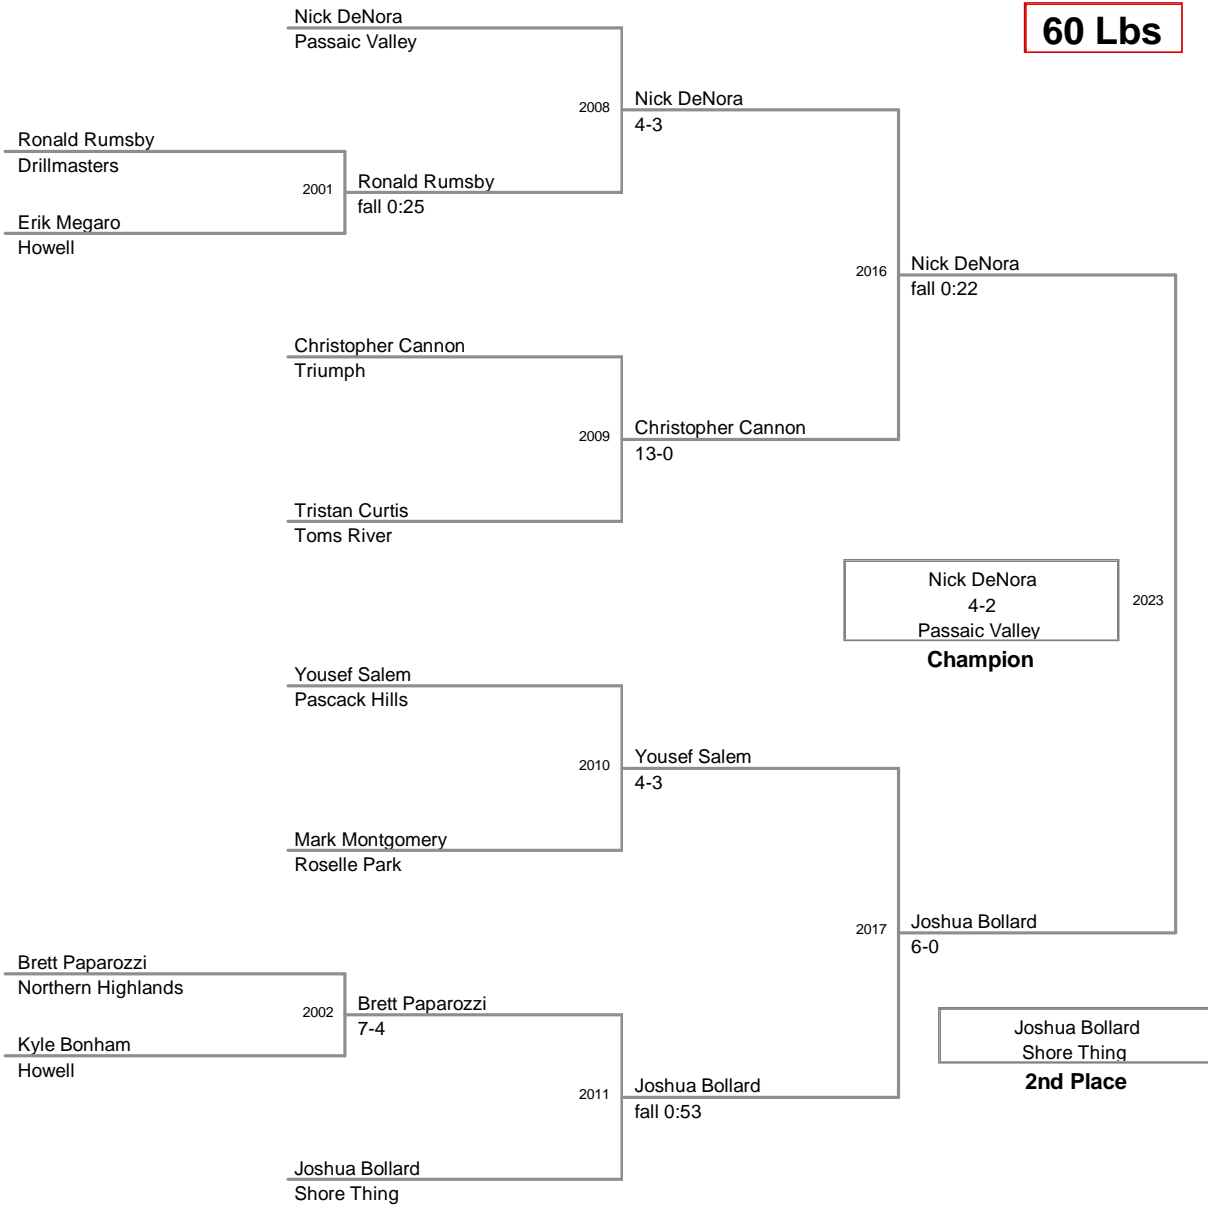 60 Lbs
Nick DeNora
Passaic Valley
2008
Nick DeNora
4-3
Ronald Rumsby
Drillmasters
2001
Ronald Rumsby
fall 0:25
Erik Megaro
Howell
2016
Nick DeNora
fall 0:22
Christopher Cannon
Triumph
2009
Christopher Cannon
13-0
Tristan Curtis
Toms River
Nick DeNora
4-2
Passaic Valley
Champion
2023
Yousef Salem
Pascack Hills
2010
Yousef Salem
4-3
Mark Montgomery
Roselle Park
2017
Joshua Bollard
6-0
Brett Paparozzi
Northern Highlands
2002
Brett Paparozzi
7-4
Kyle Bonham
Howell
Joshua Bollard
Shore Thing
2nd Place
2011
Joshua Bollard
fall 0:53
Joshua Bollard
Shore Thing